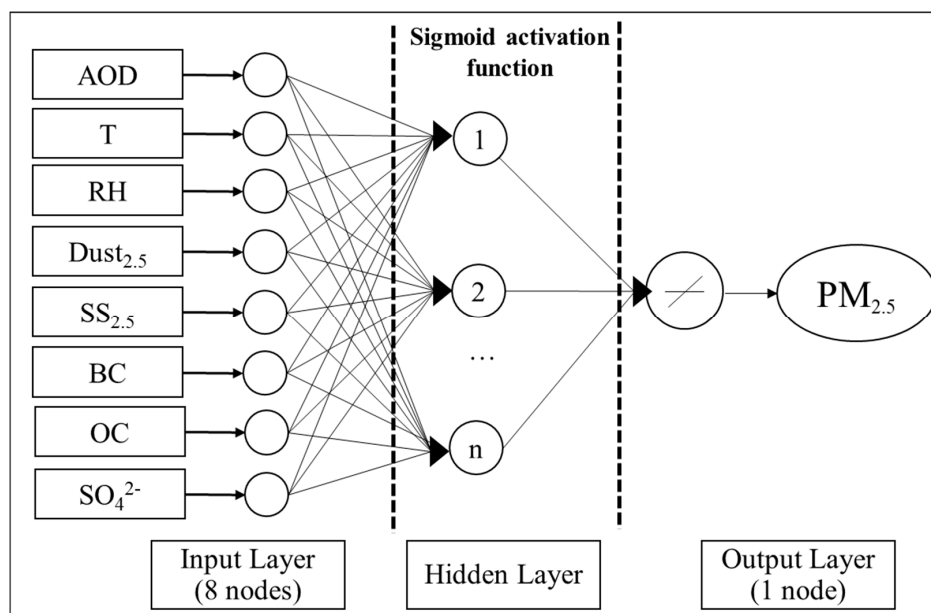 Sigmoid activation
function
AOD
T
RH
Dust₂.₅
SS₂.₅
BC
OC
SO₄²⁻
1
2
...
n
PM₂.₅
Input Layer
(8 nodes)
Hidden Layer
Output Layer
(1 node)